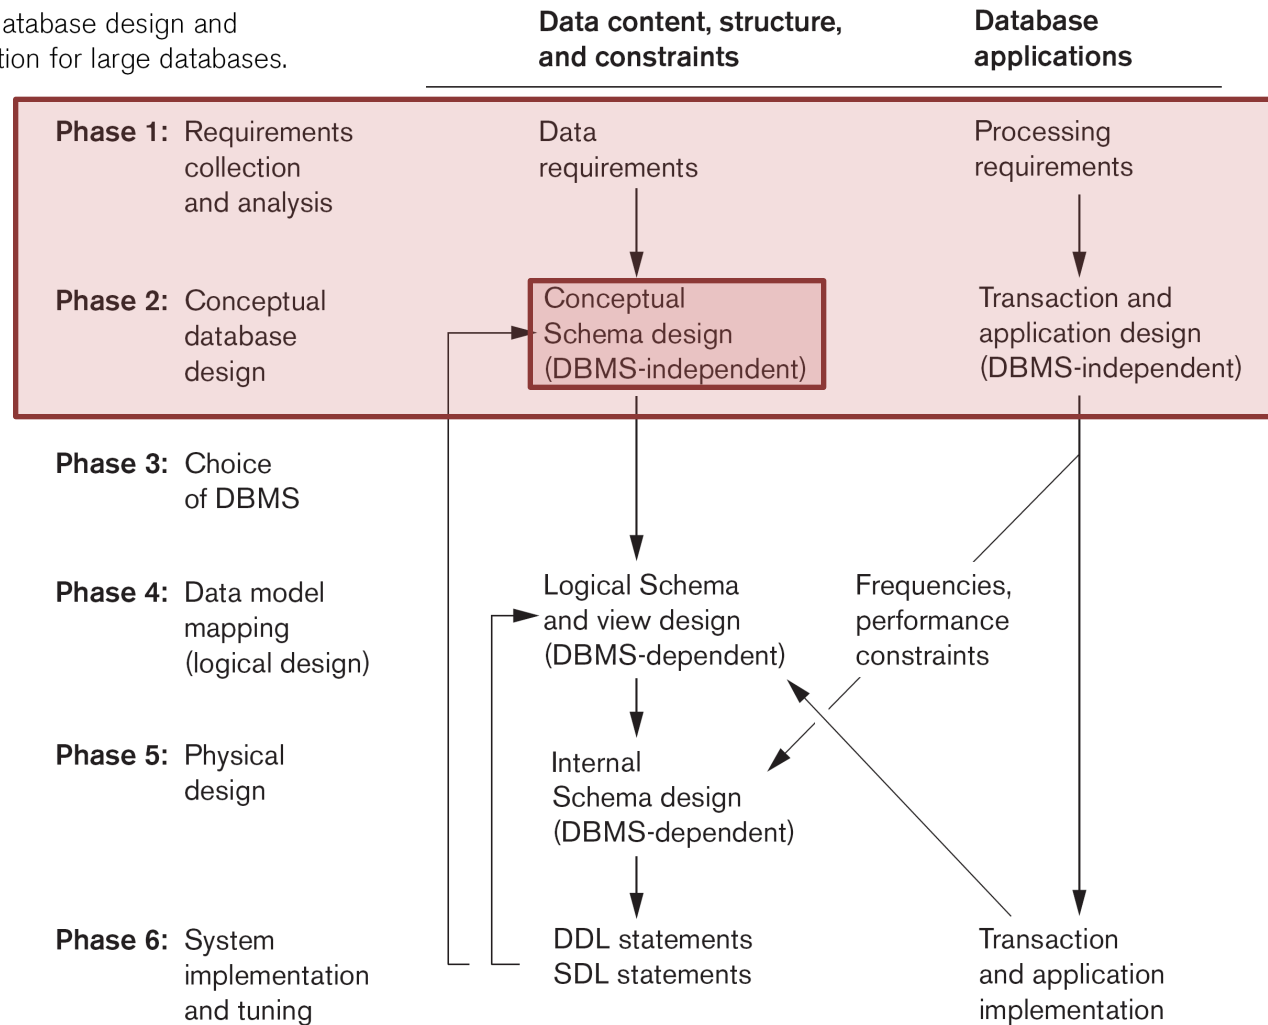 atabase design and
tion for large databases.
Data content, structure,
and constraints
Database
applications
Phase 1: Requirements
collection
and analysis
Data
requirements
Processing
requirements
Phase 2: Conceptual
database
design
Conceptual
Schema design
(DBMS-independent)
Transaction and
application design
(DBMS-independent)
Phase 3: Choice
of DBMS
Phase 4: Data model
mapping
(logical design)
Logical Schema
and view design
(DBMS-dependent)
Frequencies,
performance
constraints
Phase 5: Physical
design
Internal
Schema design
(DBMS-dependent)
Phase 6: System
implementation
and tuning
DDL statements
SDL statements
Transaction
and application
implementation